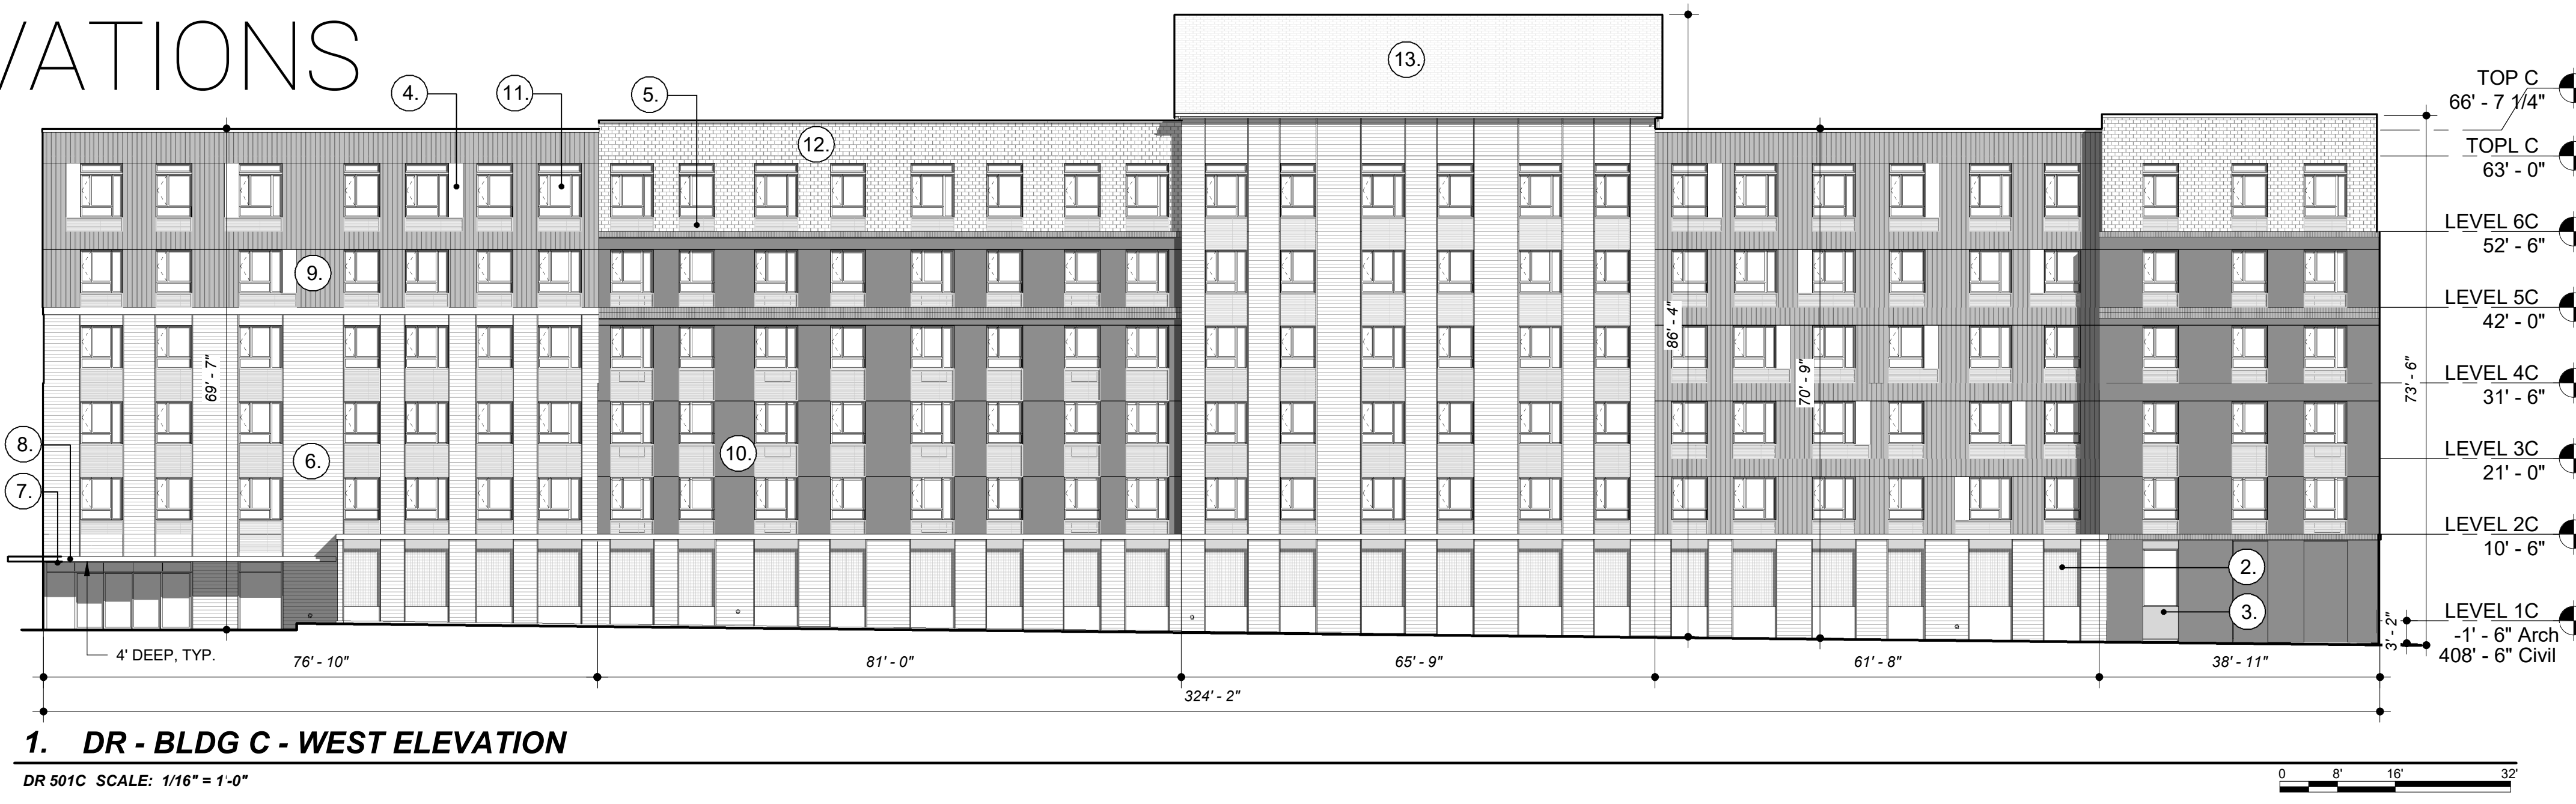 VATIONS
4.
11.
5.
12.
13.
9.
6.
10.
8.
7.
2.
3.
69' - 7"
86' - 4"
70' - 9"
73' - 6"
3' - 2"
TOP C
66' - 7 1/4"
TOPL C
63' - 0"
LEVEL 6C
52' - 6"
LEVEL 5C
42' - 0"
LEVEL 4C
31' - 6"
LEVEL 3C
21' - 0"
LEVEL 2C
10' - 6"
LEVEL 1C
-1' - 6" Arch
408' - 6" Civil
4' DEEP, TYP.
76' - 10"
81' - 0"
65' - 9"
61' - 8"
38' - 11"
324' - 2"
1. DR - BLDG C - WEST ELEVATION
DR 501C SCALE: 1/16" = 1'-0"
0 8' 16' 32'